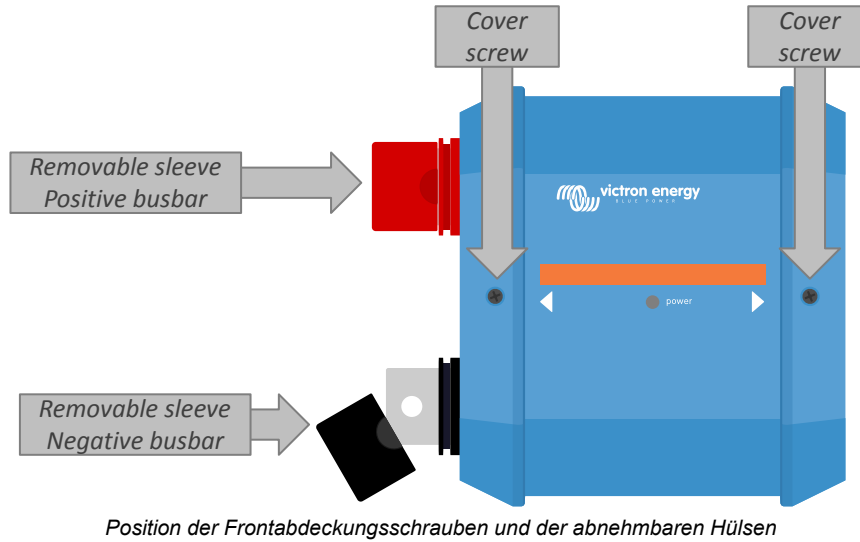 Cover
screw
Cover
screw
Removable sleeve
Positive busbar
victron energy
BLUE POWER
power
Removable sleeve
Negative busbar
Position der Frontabdeckungsschrauben und der abnehmbaren Hülsen